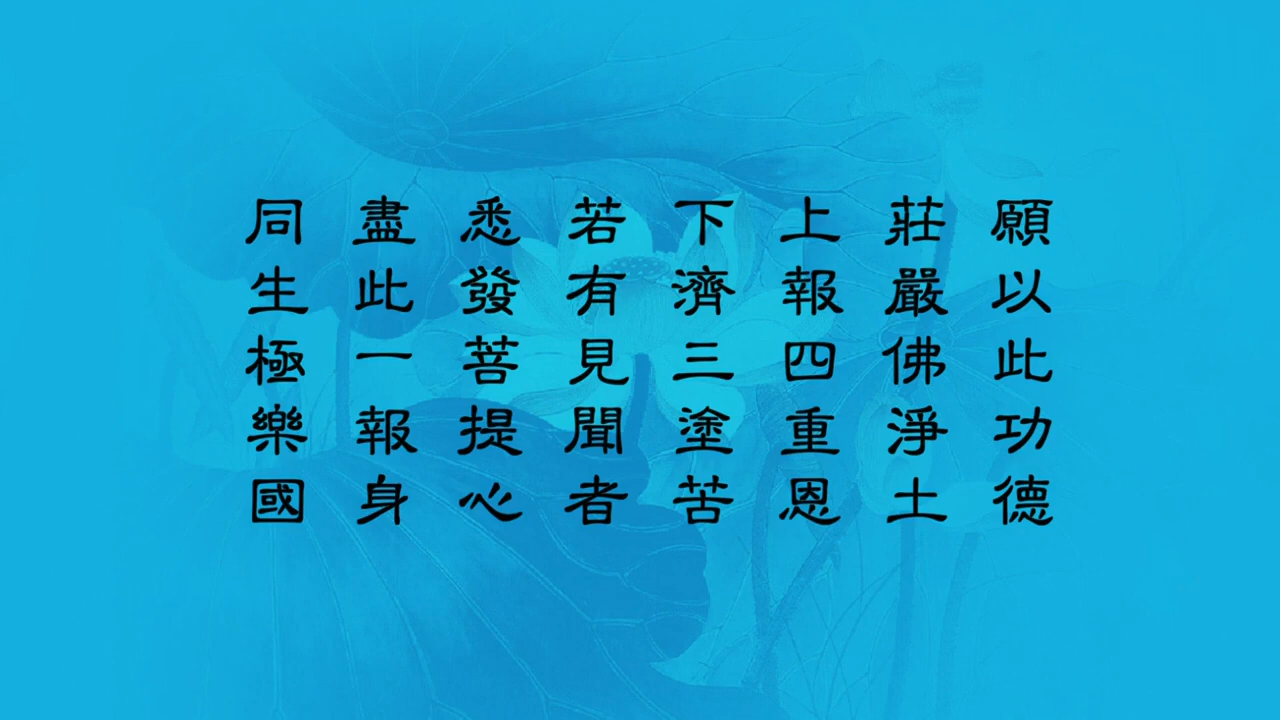 願以此功德
莊嚴佛淨土
上報四重恩
下濟三塗苦
若有見聞者
悉發菩提心
盡此一報身
同生極樂國